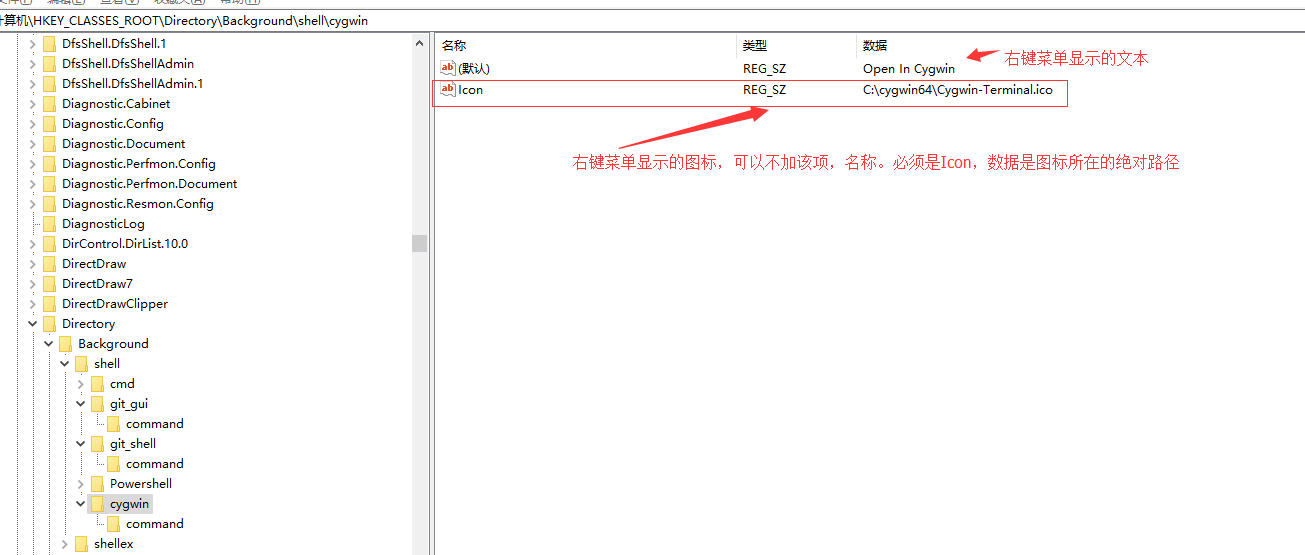 计算机\HKEY_CLASSES_ROOT\Directory\Background\shell\cygwin
DfsShell.DfsShell.1
DfsShell.DfsShellAdmin
DfsShell.DfsShellAdmin.1
Diagnostic.Cabinet
Diagnostic.Config
Diagnostic.Document
Diagnostic.Perfmon.Config
Diagnostic.Perfmon.Document
Diagnostic.Resmon.Config
DiagnosticLog
DirControl.DirList.10.0
DirectDraw
DirectDraw7
DirectDrawClipper
Directory
Background
shell
cmd
git_gui
command
git_shell
command
Powershell
cygwin
command
shellex
名称 类型 数据
ab (默认) REG_SZ Open In Cygwin
ab Icon REG_SZ C:\cygwin64\Cygwin-Terminal.ico
右键菜单显示的文本
右键菜单显示的图标，可以不加该项，名称。必须是Icon，数据是图标所在的绝对路径